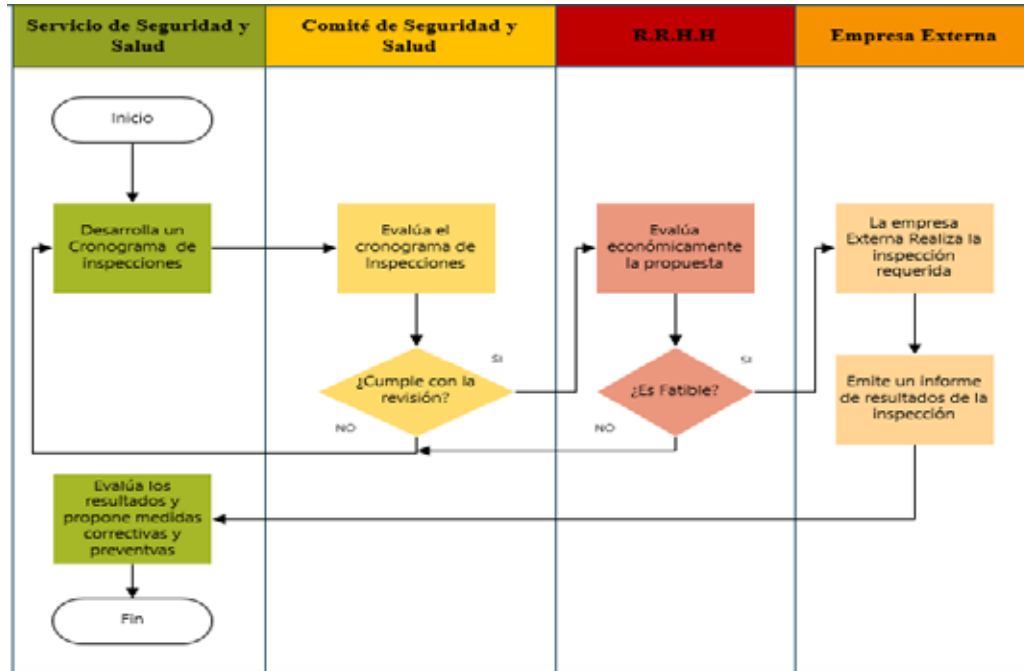 Servicio de Seguridad y
Salud
Comité de Seguridad y
Salud
R.R.H.H
Empresa Externa
Inicio
Desarrolla un
Cronograma de
inspecciones
Evalúa el
cronograma de
Inspecciones
Evalúa
económicamente
la propuesta
La empresa
Externa Realiza la
inspección
requerida
SI
¿Cumple con la
revisión?
NO
SI
¿Es Fatible?
NO
Emite un informe
de resultados de la
inspección
Evalúa los
resultados y
propone medidas
correctivas y
preventvas
Fin